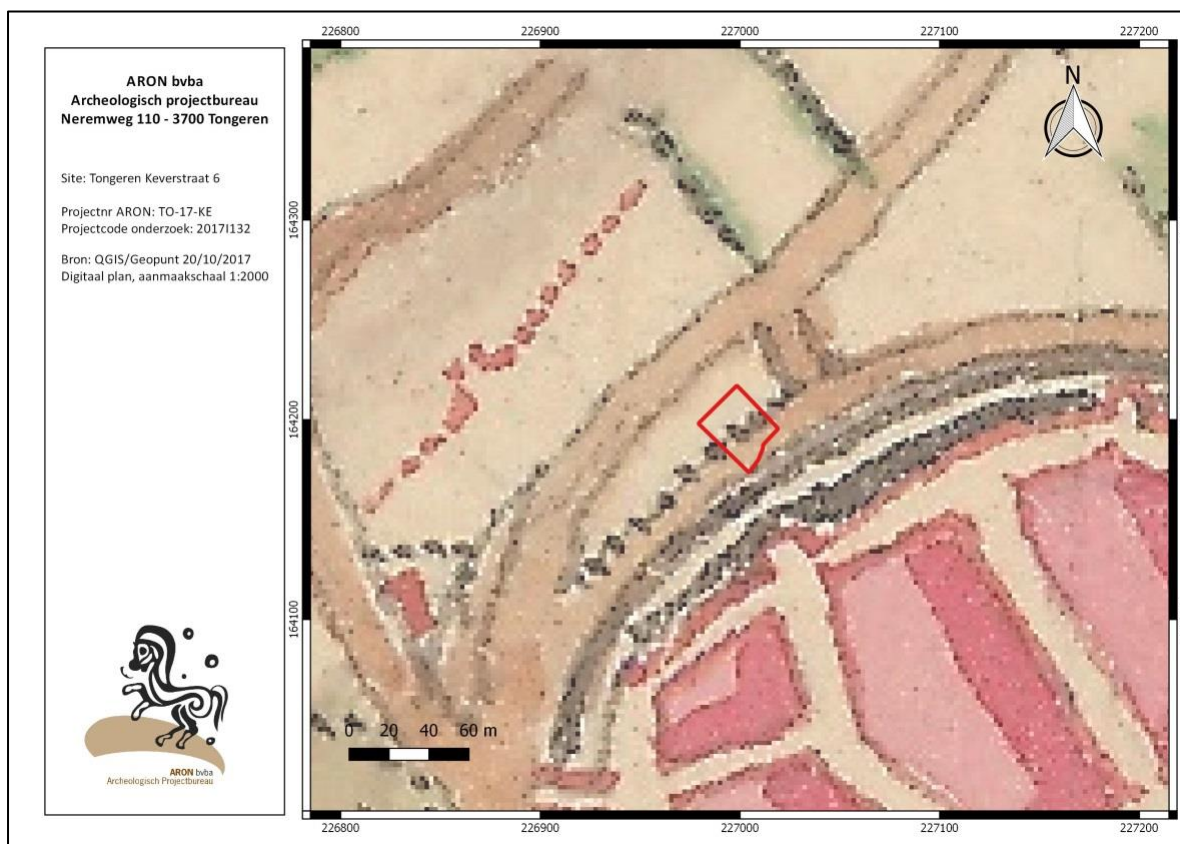 ARON bvba
Archeologisch projectbureau
Neremweg 110 - 3700 Tongeren
Site: Tongeren Keverstraat 6
Projectnr ARON: TO-17-KE
Projectcode onderzoek: 2017I132
Bron: QGIS/Geopunt 20/10/2017
Digitaal plan, aanmaakschaal 1:2000
ARON bvba
Archeologisch Projectbureau
226800 226900 227000 227100 227200
N
164300
164200
164100
0 20 40 60 m
226800 226900 227000 227100 227200